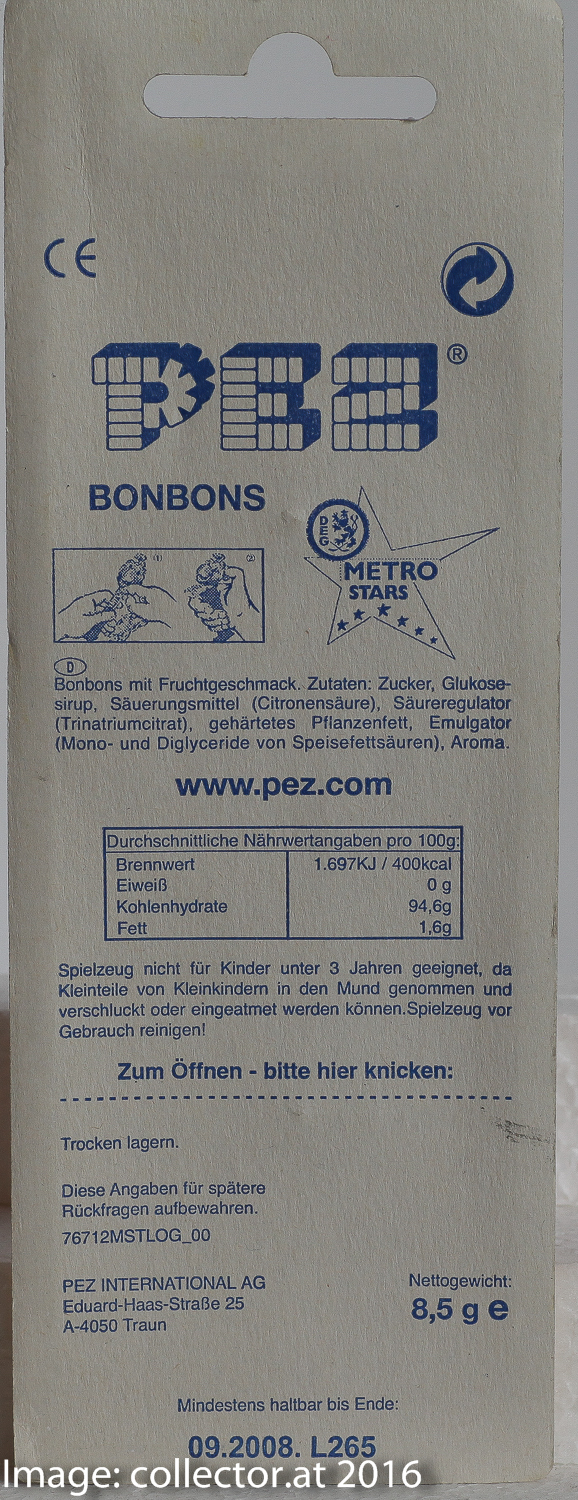 CE
PEZ®
BONBONS
DEG
METRO
STARS
(1) (2)
D
Bonbons mit Fruchtgeschmack. Zutaten: Zucker, Glukose-
sirup, Säuerungsmittel (Citronensäure), Säureregulator
(Trinatriumcitrat), gehärtetes Pflanzenfett, Emulgator
(Mono- und Diglyceride von Speisefettsäuren), Aroma.
www.pez.com
Durchschnittliche Nährwertangaben pro 100g:
Brennwert 1.697KJ / 400kcal
Eiweiß 0 g
Kohlenhydrate 94,6g
Fett 1,6g
Spielzeug nicht für Kinder unter 3 Jahren geeignet, da
Kleinteile von Kleinkindern in den Mund genommen und
verschluckt oder eingeatmet werden können.Spielzeug vor
Gebrauch reinigen!
Zum Öffnen - bitte hier knicken:
Trocken lagern.
Diese Angaben für spätere
Rückfragen aufbewahren.
76712MSTLOG_00
PEZ INTERNATIONAL AG
Eduard-Haas-Straße 25
A-4050 Traun
Nettogewicht:
8,5 g e
Mindestens haltbar bis Ende:
09.2008. L265
Image: collector.at 2016